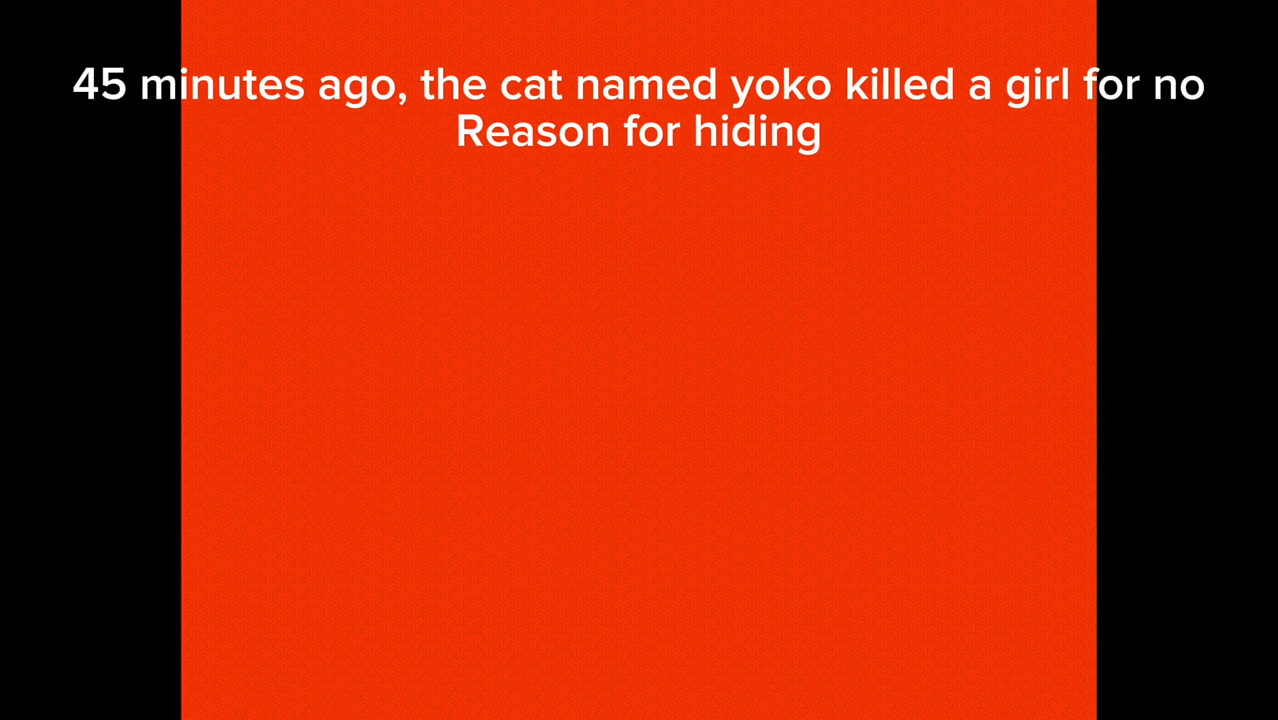 45 minutes ago, the cat named yoko killed a girl for no
Reason for hiding